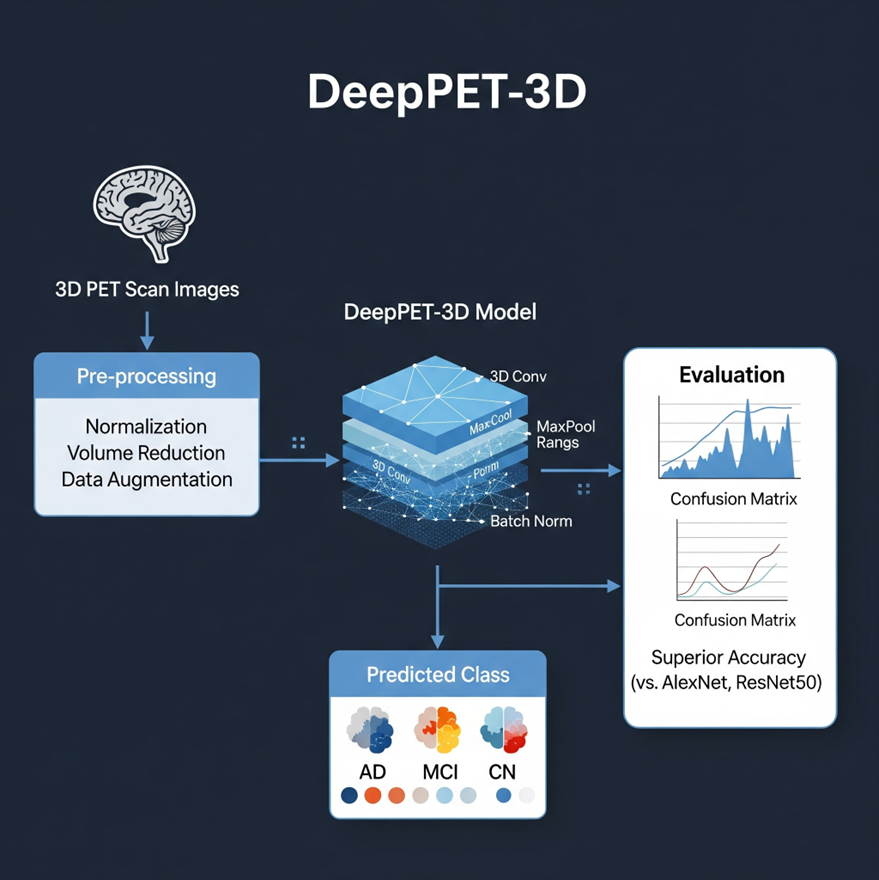 DeepPET-3D
3D PET Scan Images
Pre-processing
Normalization
Volume Reduction
Data Augmentation
DeepPET-3D Model
3D Conv
MaxCool
MaxPool
Rangs
3D Conv
Batch Norm
Evaluation
Confusion Matrix
Confusion Matrix
Superior Accuracy
(vs. AlexNet, ResNet50)
Predicted Class
AD MCI CN